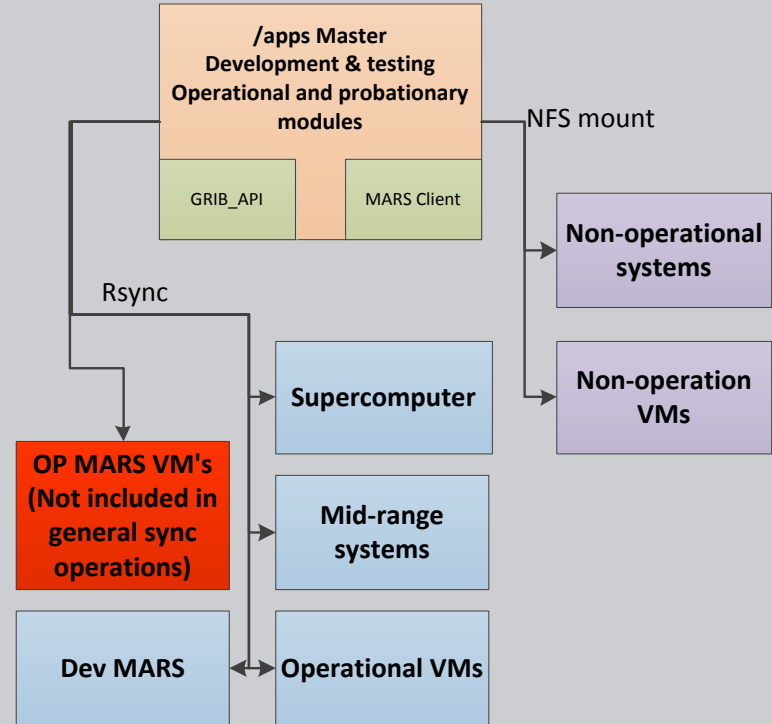 /apps Master
Development & testing
Operational and probationary
modules
NFS mount
GRIB_API
MARS Client
Non-operational
systems
Rsync
Supercomputer
Non-operation
VMs
OP MARS VM's
(Not included in
general sync
operations)
Mid-range
systems
Dev MARS
Operational VMs